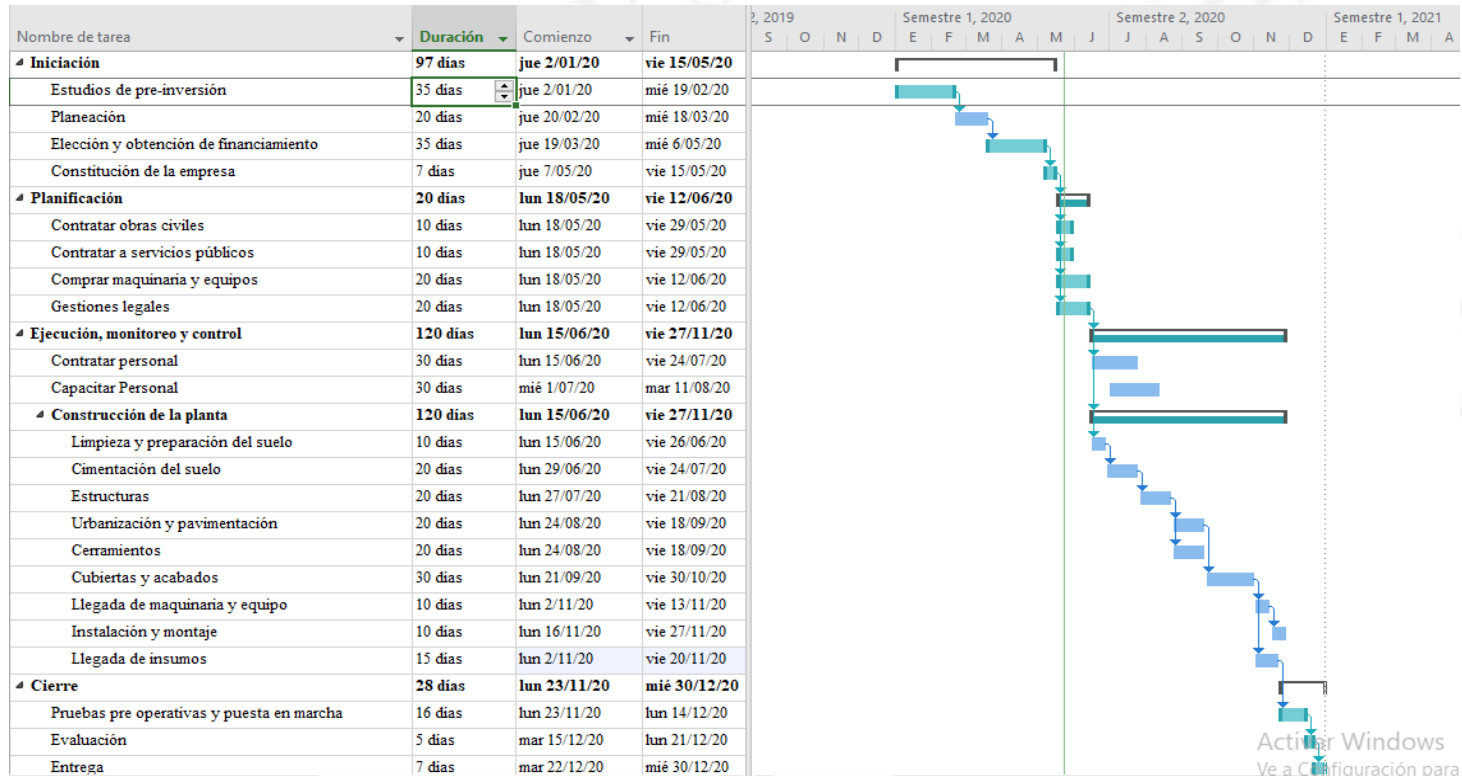 2, 2019 Semestre 1, 2020 Semestre 2, 2020 Semestre 1, 2021
Nombre de tarea Duración Comienzo Fin S O N D E F M A M J J A S O N D E F M A
Iniciación 97 días jue 2/01/20 vie 15/05/20
Estudios de pre-inversión 35 días jue 2/01/20 mié 19/02/20
Planeación 20 días jue 20/02/20 mié 18/03/20
Elección y obtención de financiamiento 35 días jue 19/03/20 mié 6/05/20
Constitución de la empresa 7 días jue 7/05/20 vie 15/05/20
Planificación 20 días lun 18/05/20 vie 12/06/20
Contratar obras civiles 10 días lun 18/05/20 vie 29/05/20
Contratar a servicios públicos 10 días lun 18/05/20 vie 29/05/20
Comprar maquinaria y equipos 20 días lun 18/05/20 vie 12/06/20
Gestiones legales 20 días lun 18/05/20 vie 12/06/20
Ejecución, monitoreo y control 120 días lun 15/06/20 vie 27/11/20
Contratar personal 30 días lun 15/06/20 vie 24/07/20
Capacitar Personal 30 días mié 1/07/20 mar 11/08/20
Construcción de la planta 120 días lun 15/06/20 vie 27/11/20
Limpieza y preparación del suelo 10 días lun 15/06/20 vie 26/06/20
Cimentación del suelo 20 días lun 29/06/20 vie 24/07/20
Estructuras 20 días lun 27/07/20 vie 21/08/20
Urbanización y pavimentación 20 días lun 24/08/20 vie 18/09/20
Cerramientos 20 días lun 24/08/20 vie 18/09/20
Cubiertas y acabados 30 días lun 21/09/20 vie 30/10/20
Llegada de maquinaria y equipo 10 días lun 2/11/20 vie 13/11/20
Instalación y montaje 10 días lun 16/11/20 vie 27/11/20
Llegada de insumos 15 días lun 2/11/20 vie 20/11/20
Cierre 28 días lun 23/11/20 mié 30/12/20
Pruebas pre operativas y puesta en marcha 16 días lun 23/11/20 lun 14/12/20
Evaluación 5 días mar 15/12/20 lun 21/12/20
Activar Windows
Entrega 7 días mar 22/12/20 mié 30/12/20
Ve a Configuración para